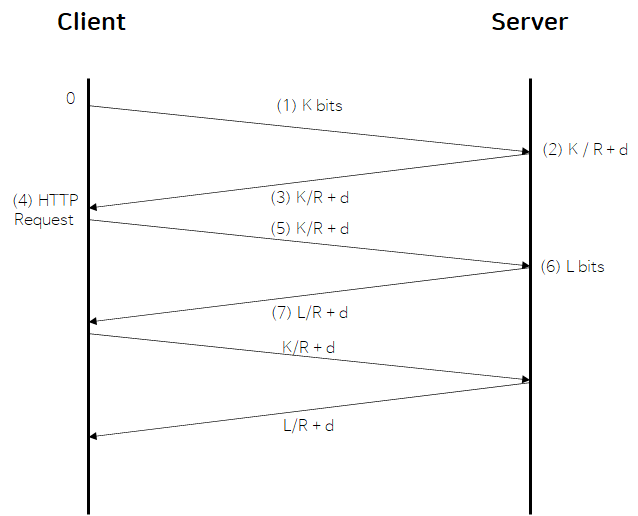 Client
Server
0
(1) K bits
(2) K / R + d
(3) K/R + d
(4) HTTP
Request
(5) K/R + d
(6) L bits
(7) L/R + d
K/R + d
L/R + d